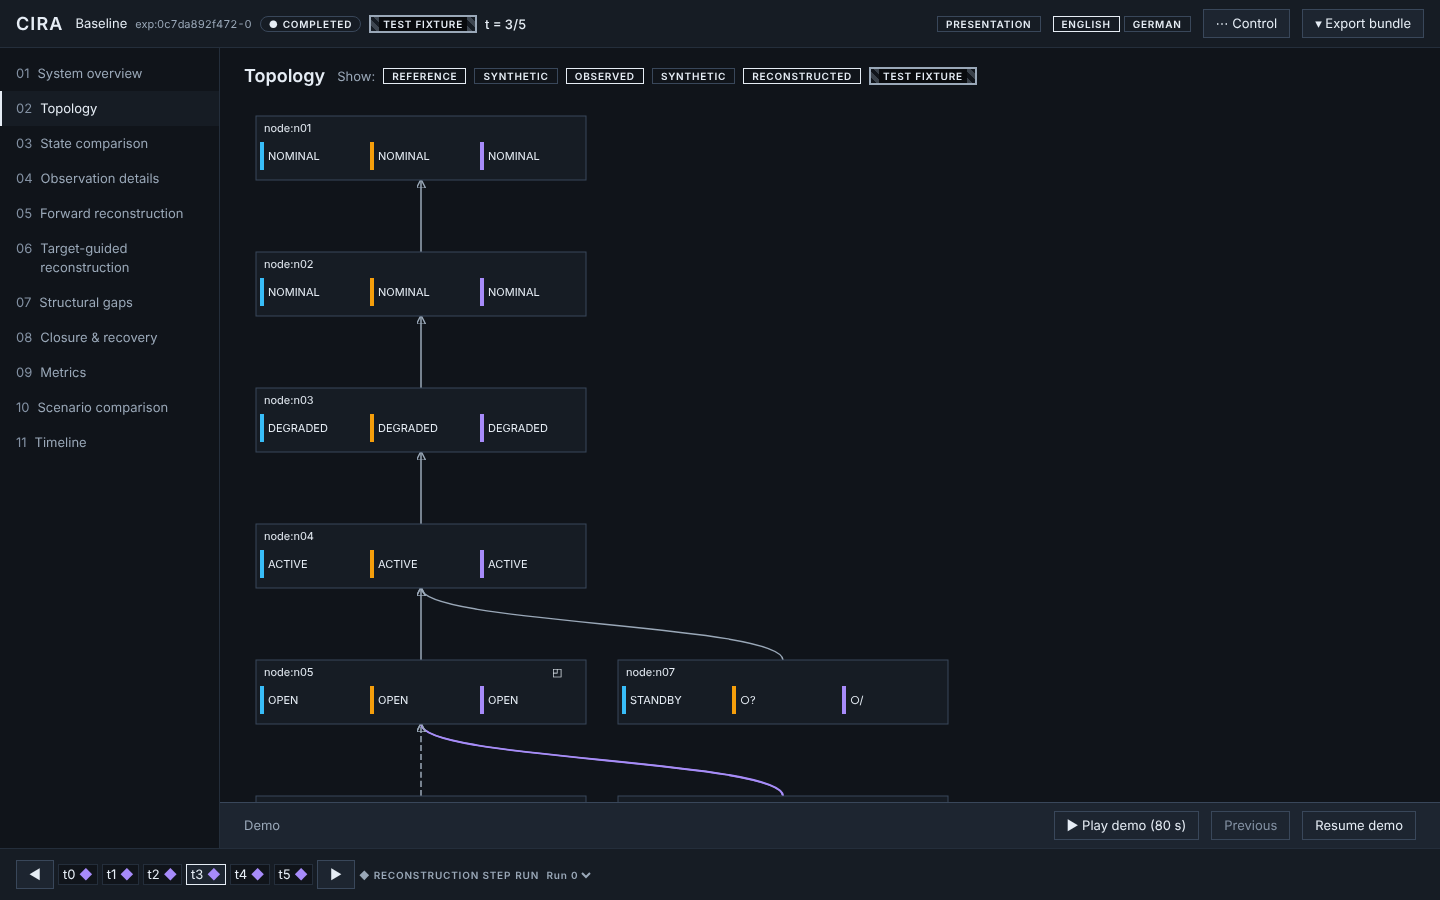 CIRA Baseline exp:0c7da892f472-0 ● COMPLETED TEST FIXTURE t = 3/5 PRESENTATION ENGLISH GERMAN ··· Control ▾ Export bundle
01 System overview
02 Topology
03 State comparison
04 Observation details
05 Forward reconstruction
06 Target-guided
reconstruction
07 Structural gaps
08 Closure & recovery
09 Metrics
10 Scenario comparison
11 Timeline
Topology Show: REFERENCE SYNTHETIC OBSERVED SYNTHETIC RECONSTRUCTED TEST FIXTURE
node:n01
NOMINAL NOMINAL NOMINAL
node:n02
NOMINAL NOMINAL NOMINAL
node:n03
DEGRADED DEGRADED DEGRADED
node:n04
ACTIVE ACTIVE ACTIVE
node:n05 node:n07
OPEN OPEN OPEN STANDBY O? O/
Demo ▶ Play demo (80 s) Previous Resume demo
◀ t0 ◆ t1 ◆ t2 ◆ t3 ◆ t4 ◆ t5 ◆ ▶ ◆ RECONSTRUCTION STEP RUN Run 0